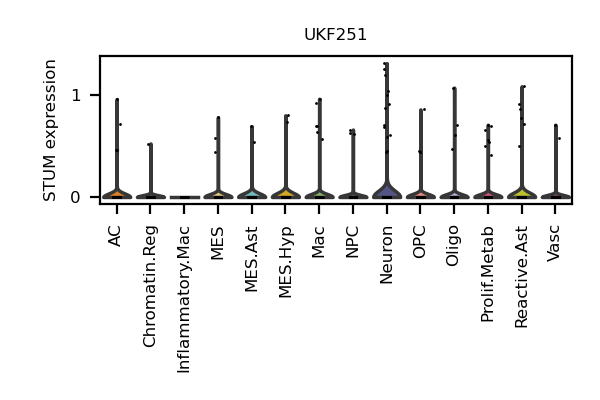 UKF251
STUM expression
1
0
AC
Chromatin.Reg
Inflammatory.Mac
MES
MES.Ast
MES.Hyp
Mac
NPC
Neuron
OPC
Oligo
Prolif.Metab
Reactive.Ast
Vasc